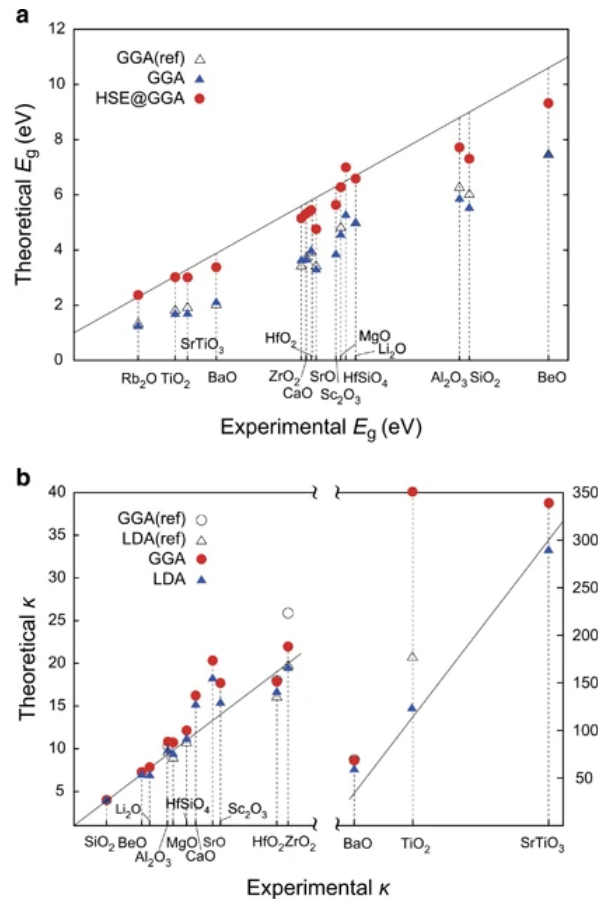 a
12
10
8
6
4
2
0
Theoretical E_g (eV)
GGA(ref)
GGA
HSE@GGA
SrTiO₃
HfO₂
MgO
Li₂O
Rb₂O TiO₂ BaO ZrO₂ SrO HfSiO₄ Al₂O₃ SiO₂ BeO
CaO Sc₂O₃
Experimental E_g (eV)
b
40
35
30
25
20
15
10
5
Theoretical κ
350
300
250
200
150
100
50
GGA(ref)
LDA(ref)
GGA
LDA
Li₂O HfSiO₄ Sc₂O₃
SiO₂ BeO MgO SrO HfO₂ ZrO₂ BaO TiO₂ SrTiO₃
Al₂O₃ CaO
Experimental κ